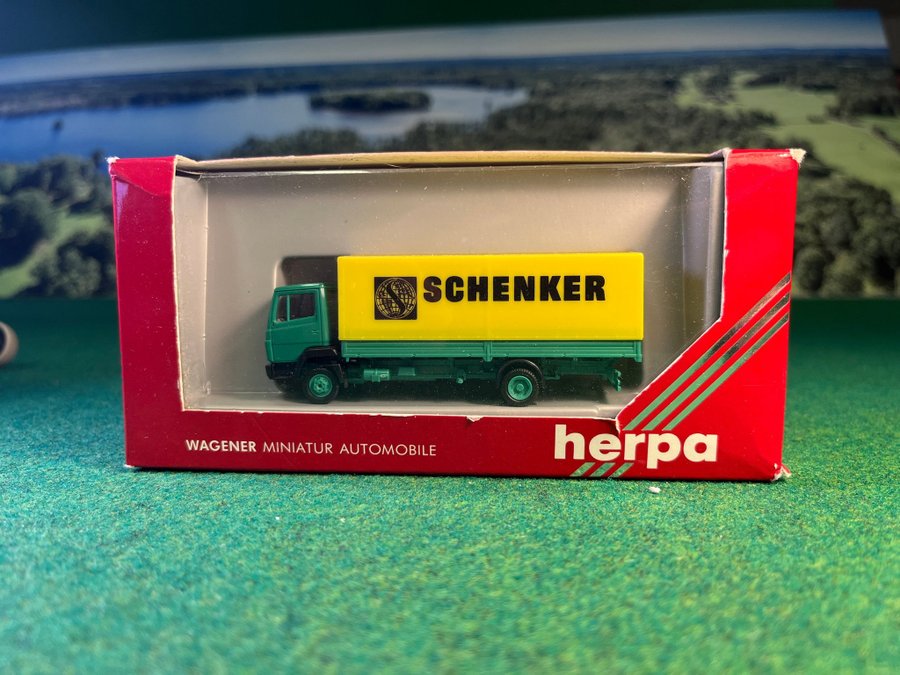 SCHENKER
WAGENER MINIATUR AUTOMOBILE
herpa